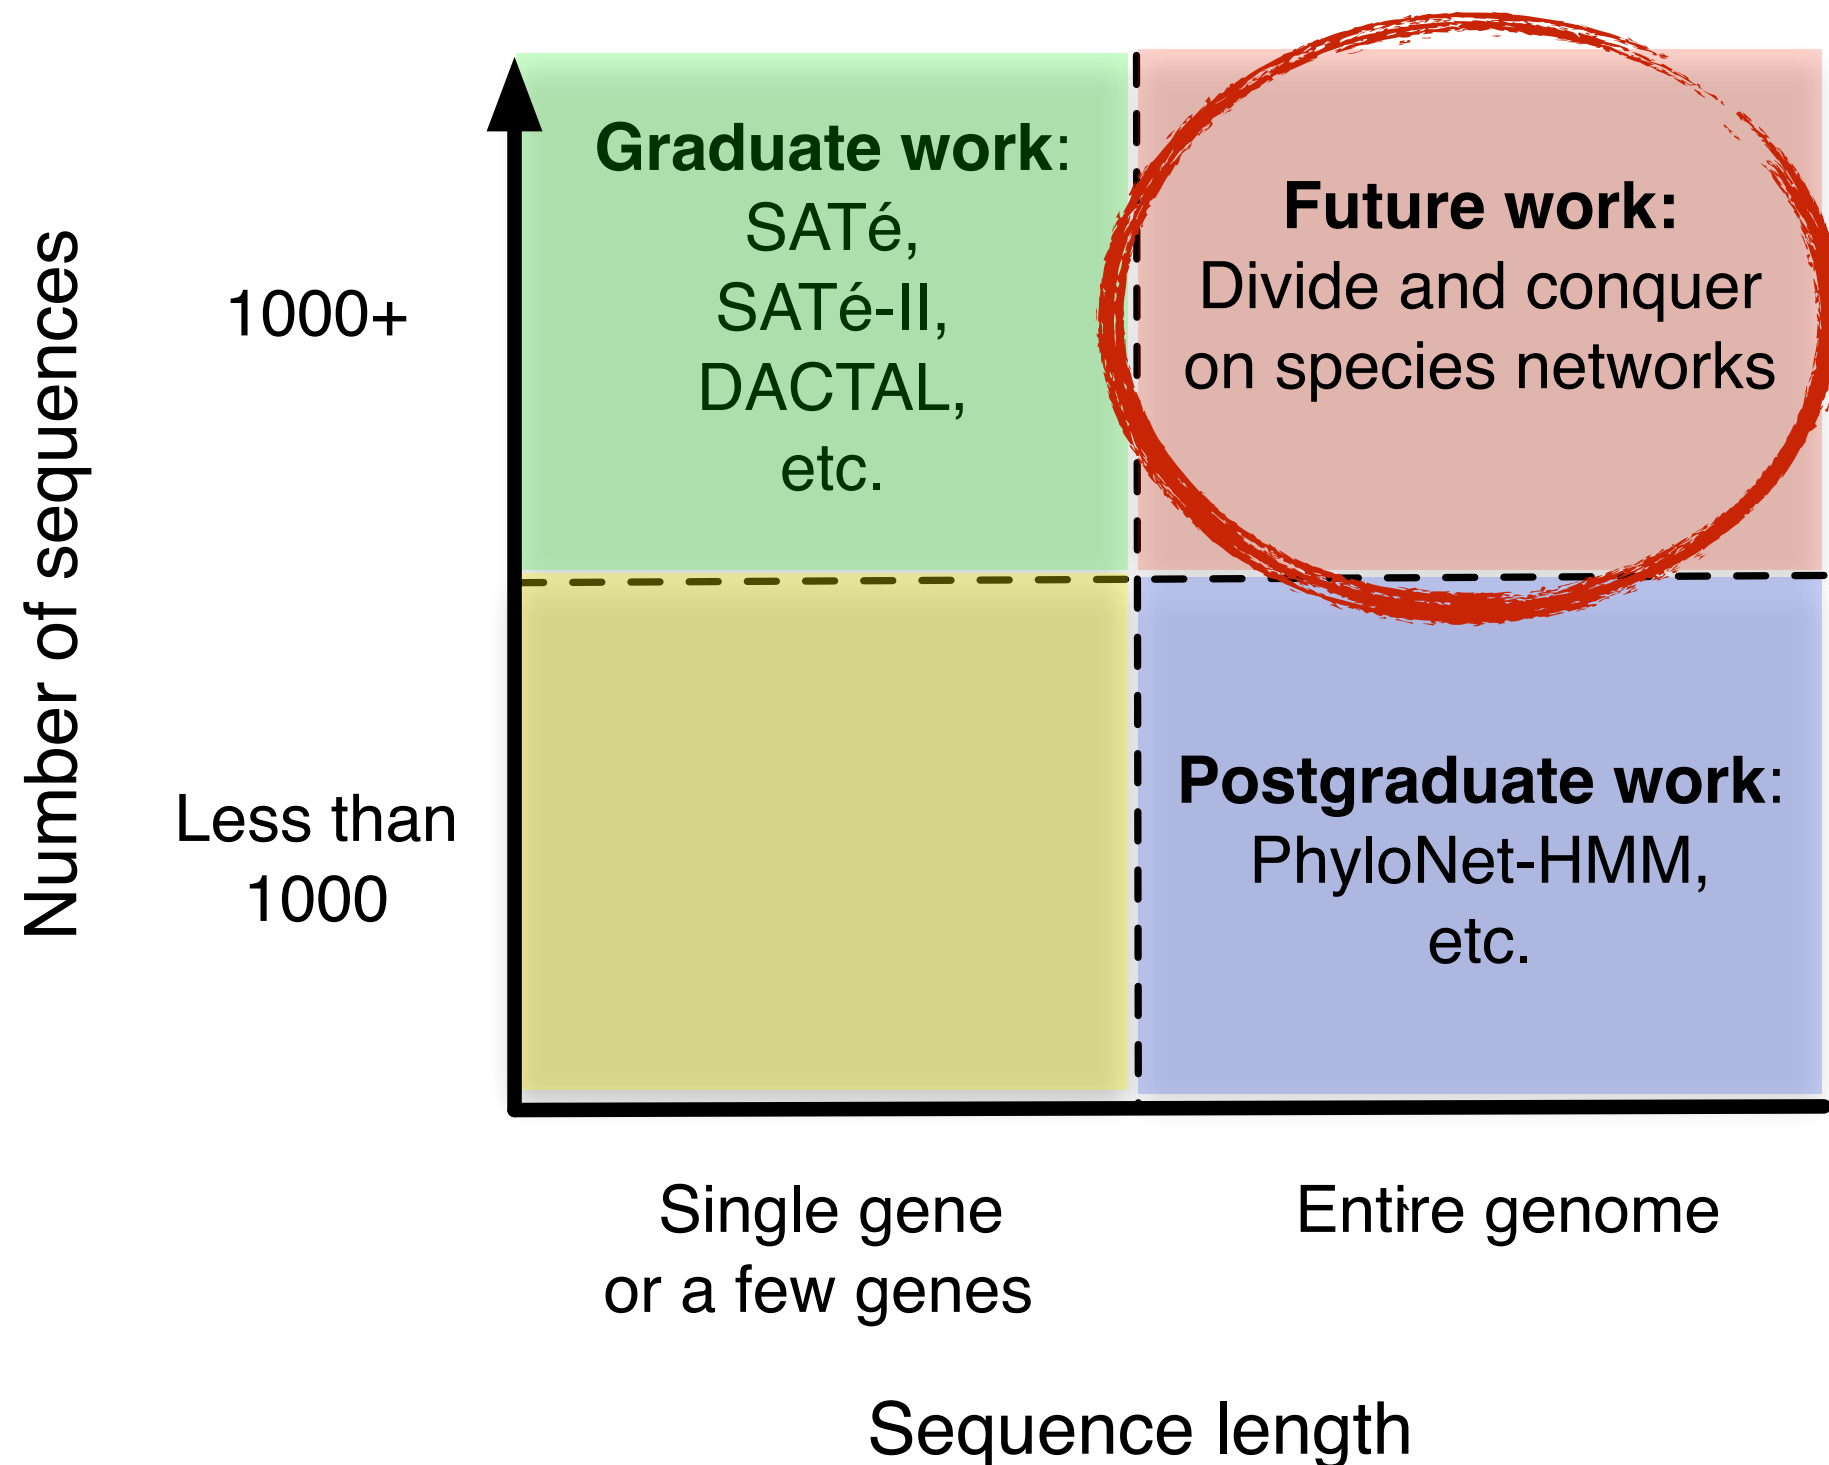 Number of sequences
1000+
Less than
1000
Graduate work:
SATé,
SATé-II,
DACTAL,
etc.
Future work:
Divide and conquer
on species networks
Postgraduate work:
PhyloNet-HMM,
etc.
Single gene
or a few genes
Entire genome
Sequence length